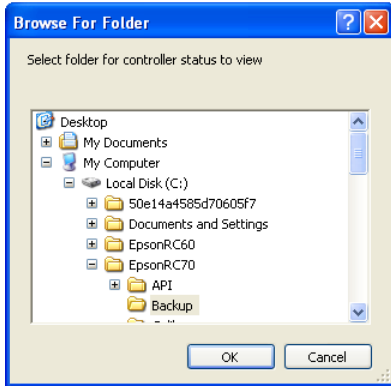 Browse For Folder
Select folder for controller status to view
Desktop
My Documents
My Computer
Local Disk (C:)
50e14a4585d70605f7
Documents and Settings
EpsonRC60
EpsonRC70
API
Backup
OK
Cancel